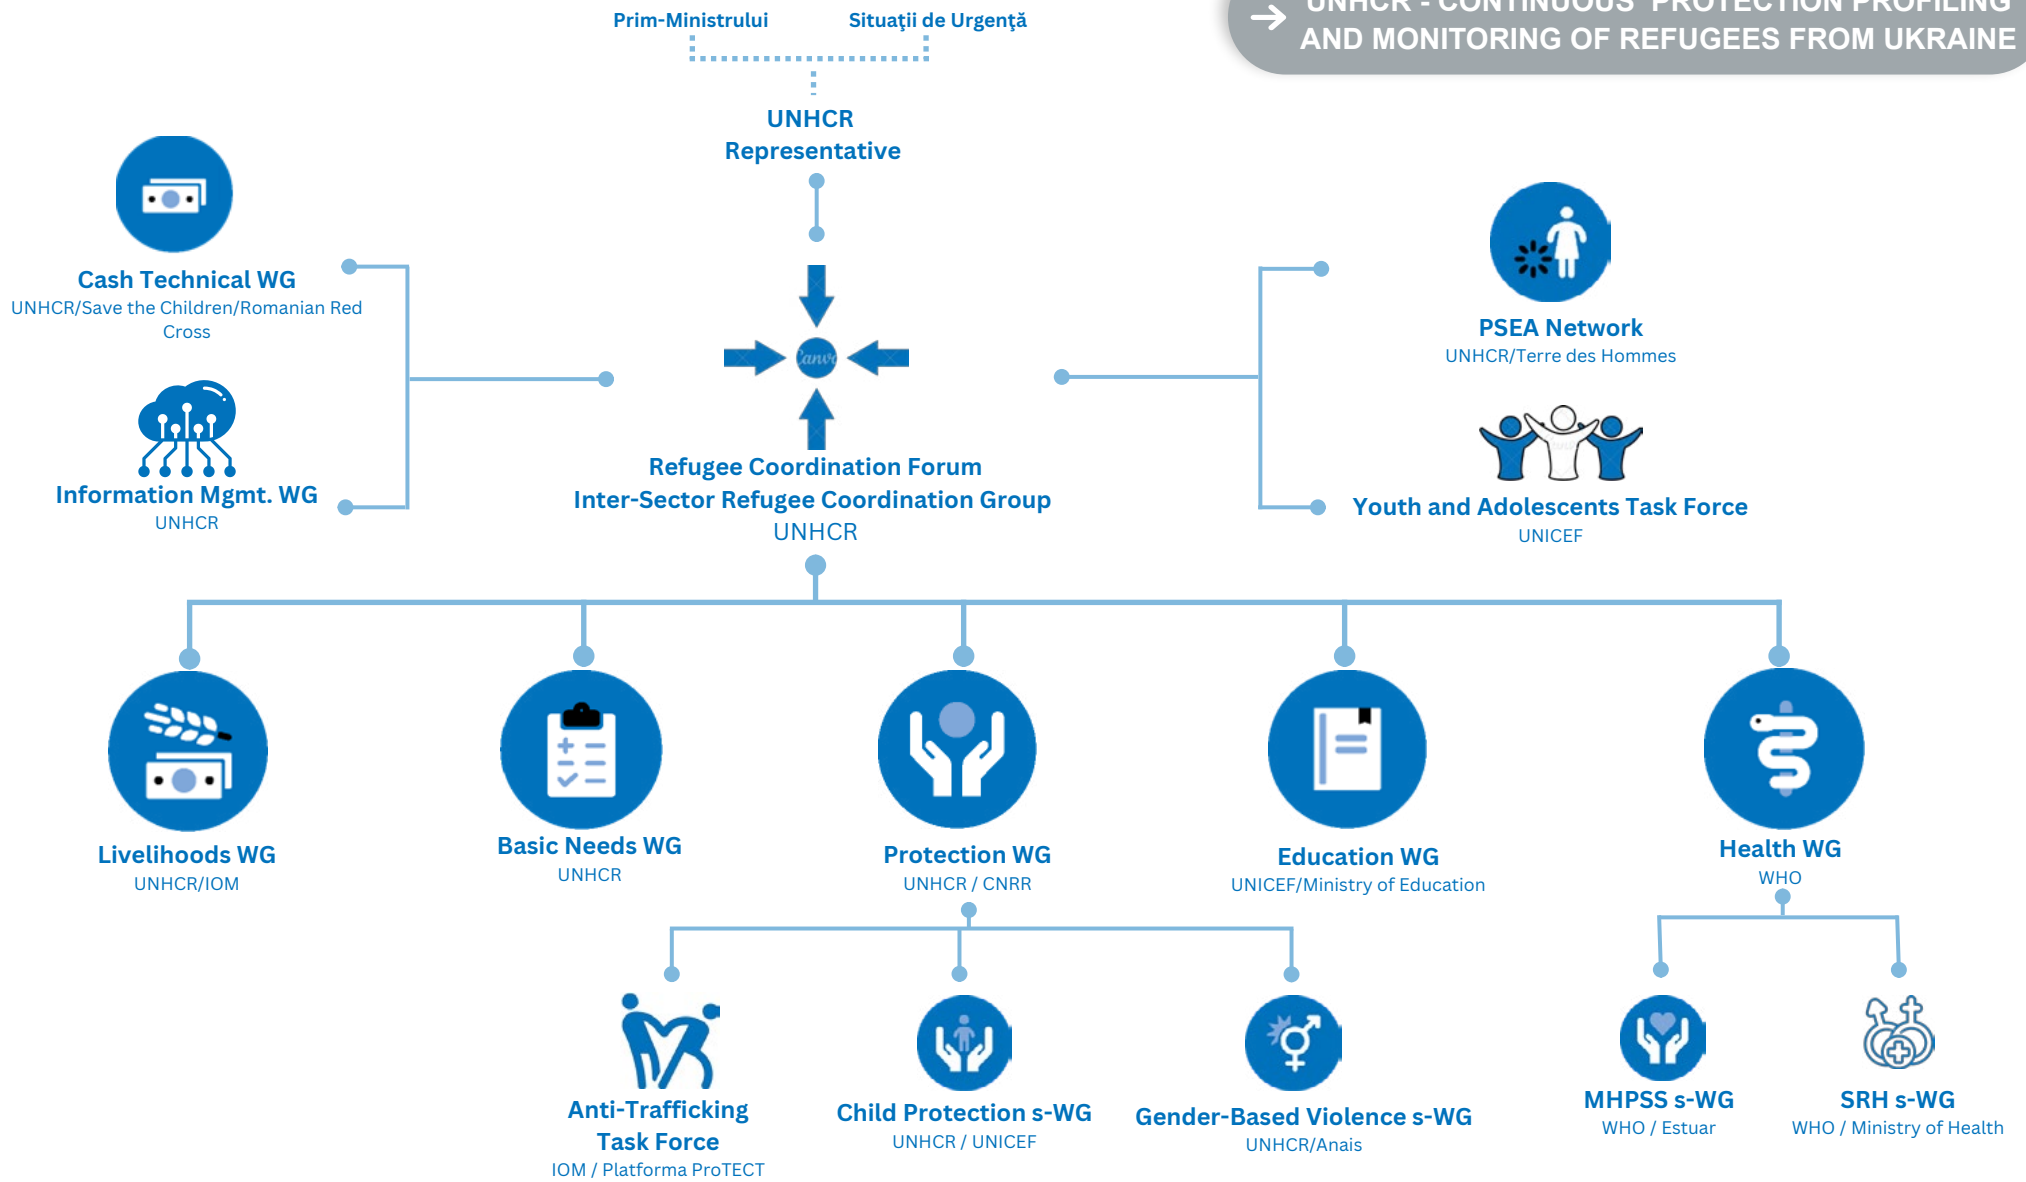 Prim-Ministrului
Situaţii de Urgenţă
UNHCR - CONTINUOUS PROTECTION PROFILING
AND MONITORING OF REFUGEES FROM UKRAINE
UNHCR
Representative
Cash Technical WG
UNHCR/Save the Children/Romanian Red
Cross
PSEA Network
UNHCR/Terre des Hommes
Canva
Information Mgmt. WG
UNHCR
Refugee Coordination Forum
Inter-Sector Refugee Coordination Group
UNHCR
Youth and Adolescents Task Force
UNICEF
Livelihoods WG
UNHCR/IOM
Basic Needs WG
UNHCR
Protection WG
UNHCR / CNRR
Education WG
UNICEF/Ministry of Education
Health WG
WHO
Anti-Trafficking
Task Force
IOM / Platforma ProTECT
Child Protection s-WG
UNHCR / UNICEF
Gender-Based Violence s-WG
UNHCR/Anais
MHPSS s-WG
WHO / Estuar
SRH s-WG
WHO / Ministry of Health